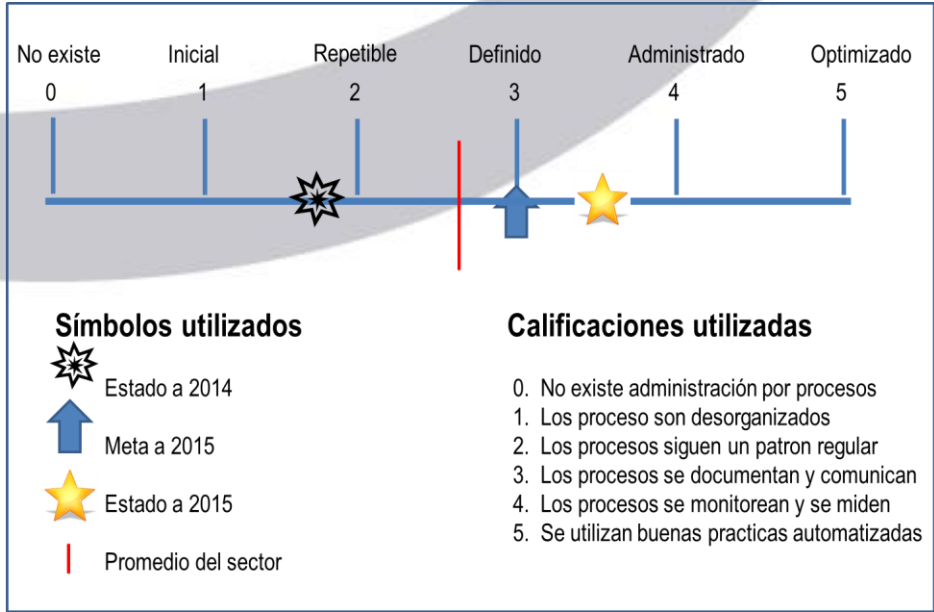 No existe Inicial Repetible Definido Administrado Optimizado
0 1 2 3 4 5
Símbolos utilizados
Estado a 2014
Meta a 2015
Estado a 2015
Promedio del sector
Calificaciones utilizadas
0. No existe administración por procesos
1. Los proceso son desorganizados
2. Los procesos siguen un patron regular
3. Los procesos se documentan y comunican
4. Los procesos se monitorean y se miden
5. Se utilizan buenas practicas automatizadas